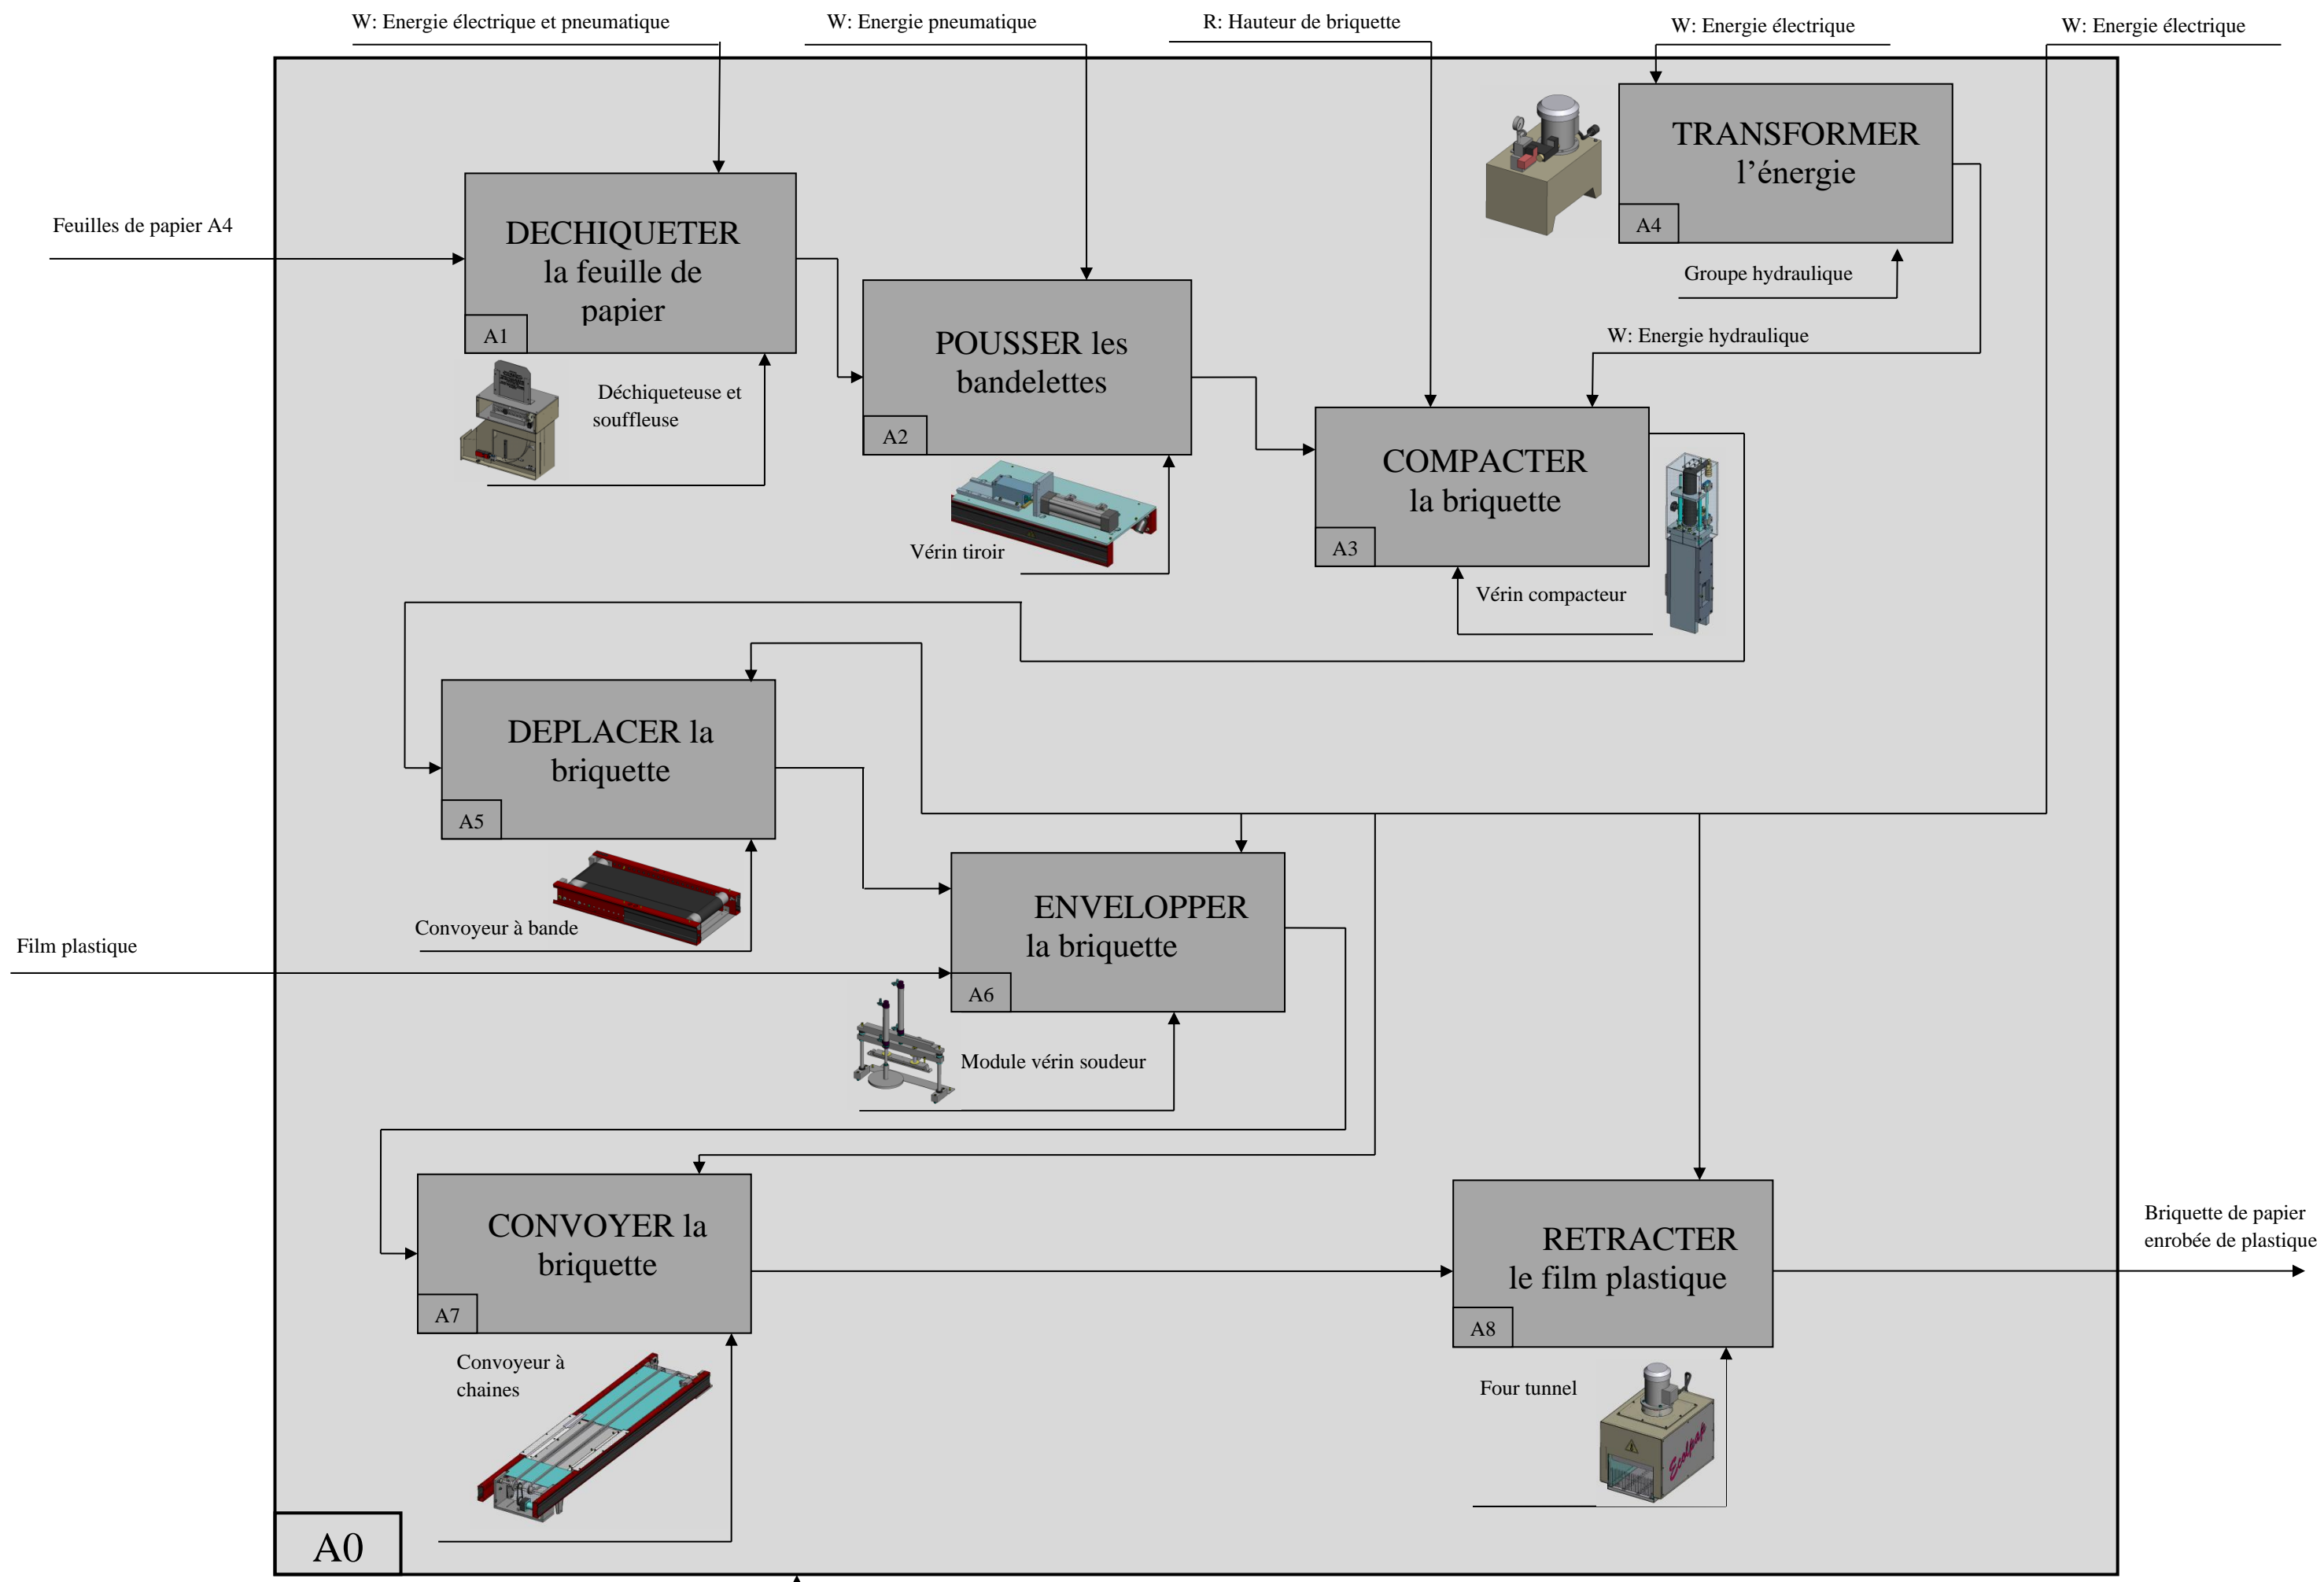 W: Energie électrique et pneumatique
W: Energie pneumatique
R: Hauteur de briquette
W: Energie électrique
W: Energie électrique
TRANSFORMER
l’énergie
A4
Groupe hydraulique
W: Energie hydraulique
Feuilles de papier A4
DECHIQUETER
la feuille de
papier
A1
Déchiqueteuse et
souffleuse
POUSSER les
bandelettes
A2
Vérin tiroir
COMPACTER
la briquette
A3
Vérin compacteur
DEPLACER la
briquette
A5
Convoyeur à bande
Film plastique
ENVELOPPER
la briquette
A6
Module vérin soudeur
CONVOYER la
briquette
A7
Convoyeur à
chaines
RETRACTER
le film plastique
A8
Four tunnel
Ecolpap
Briquette de papier
enrobée de plastique
A0